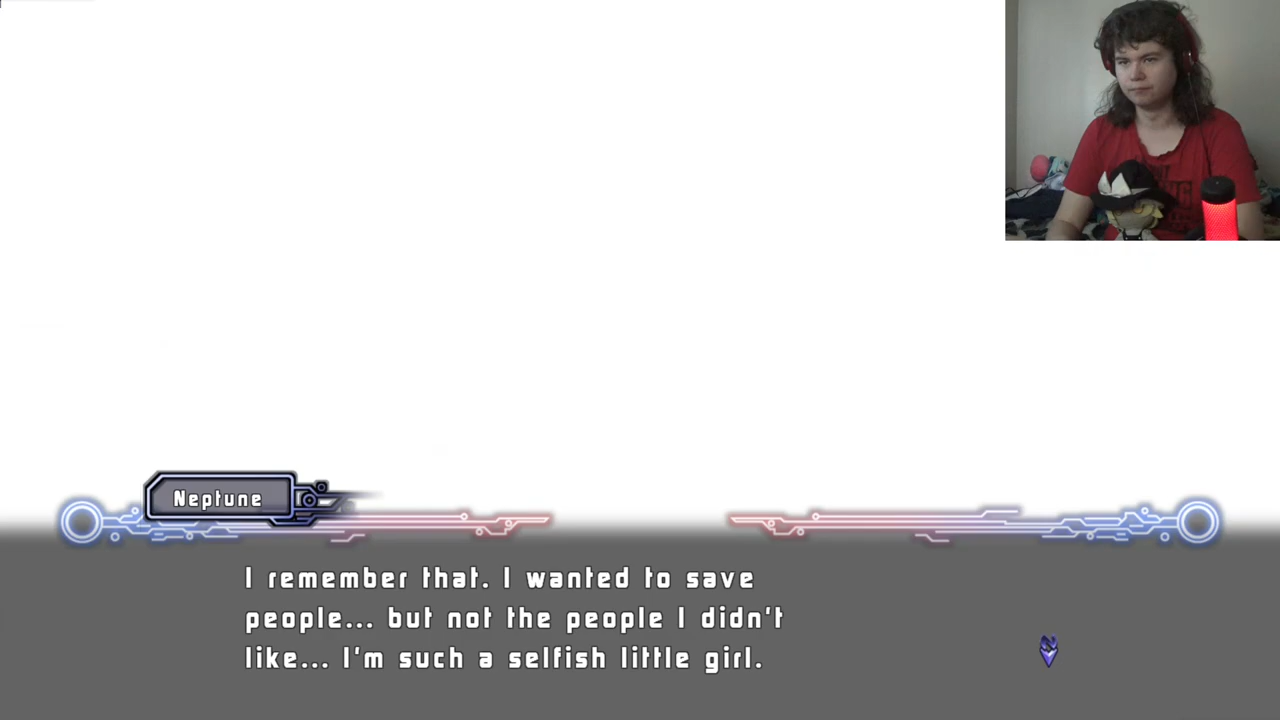 Neptune
I remember that. I wanted to save
people... but not the people I didn't
like... I'm such a selfish little girl.